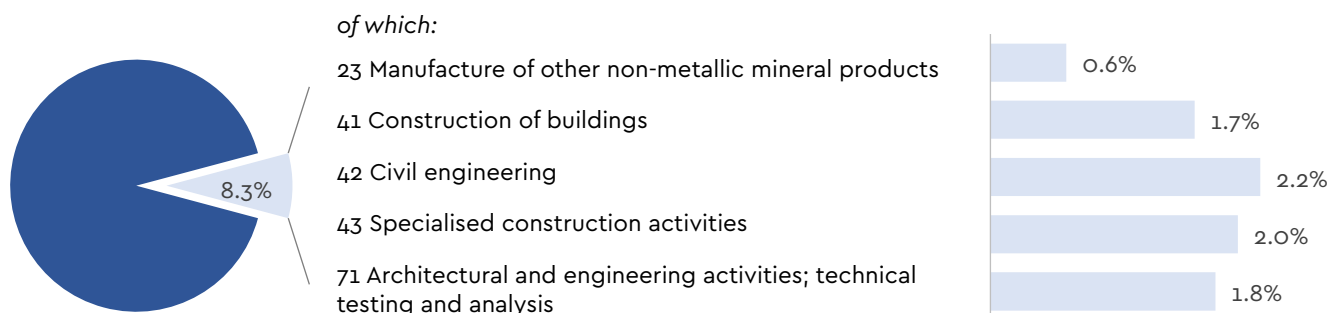 of which:
23 Manufacture of other non-metallic mineral products
0.6%
41 Construction of buildings
1.7%
42 Civil engineering
2.2%
8.3%
43 Specialised construction activities
2.0%
71 Architectural and engineering activities; technical
testing and analysis
1.8%